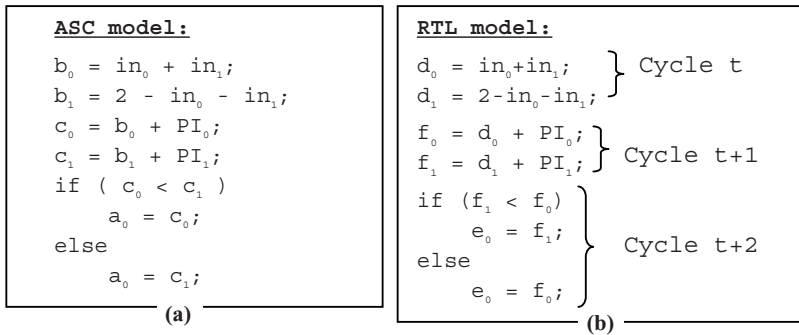 ASC model:
b₀ = in₀ + in₁;
b₁ = 2 - in₀ - in₁;
c₀ = b₀ + PI₀;
c₁ = b₁ + PI₁;
if ( c₀ < c₁ )
a₀ = c₀;
else
a₀ = c₁;
(a)
RTL model:
d₀ = in₀+in₁;
d₁ = 2-in₀-in₁;
Cycle t
f₀ = d₀ + PI₀;
f₁ = d₁ + PI₁;
Cycle t+1
if (f₁ < f₀)
e₀ = f₁;
else
e₀ = f₀;
Cycle t+2
(b)